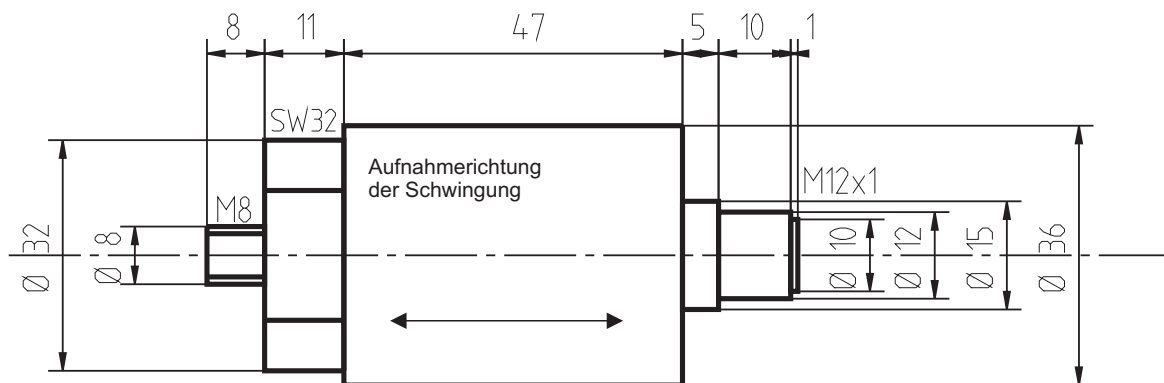 8 11 47 5 10 1
SW32
Aufnahmerichtung
der Schwingung
M12x1
M8
Ø 32
Ø 8
Ø 10
Ø 12
Ø 15
Ø 36